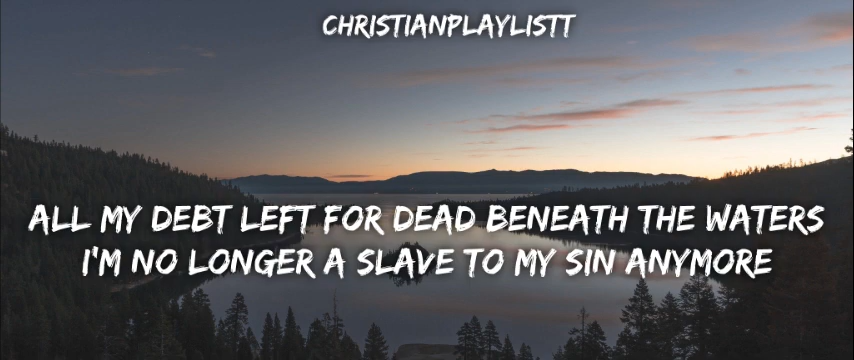 CHRISTIANPLAYLISTT
ALL MY DEBT LEFT FOR DEAD BENEATH THE WATERS
I'M NO LONGER A SLAVE TO MY SIN ANYMORE